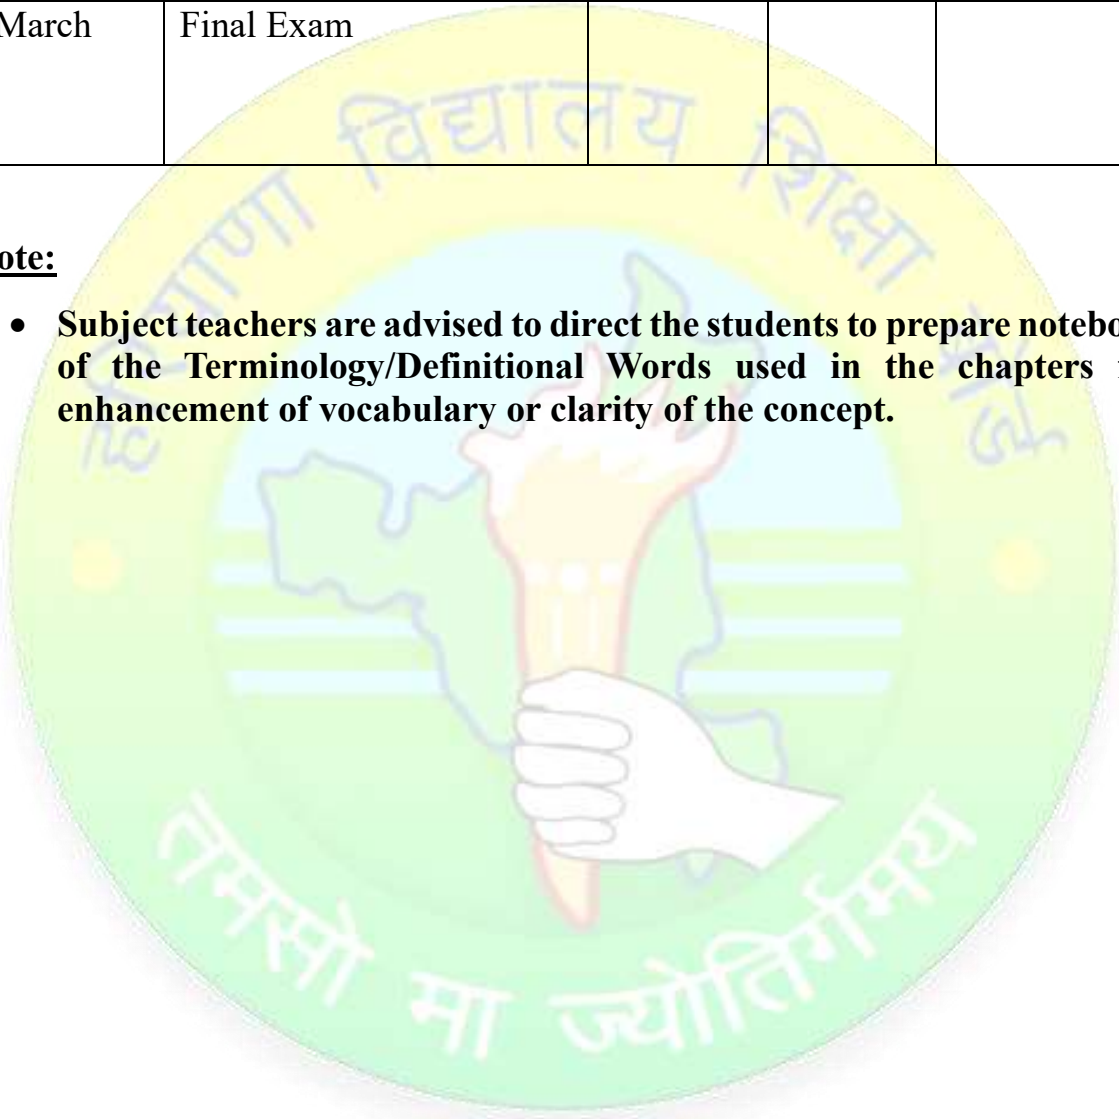 March Final Exam
हरियाणा विद्यालय शिक्षा बोर्ड
ote:
• Subject teachers are advised to direct the students to prepare notebo
of the Terminology/Definitional Words used in the chapters
enhancement of vocabulary or clarity of the concept.
तमसो मा ज्योतिर्गमय